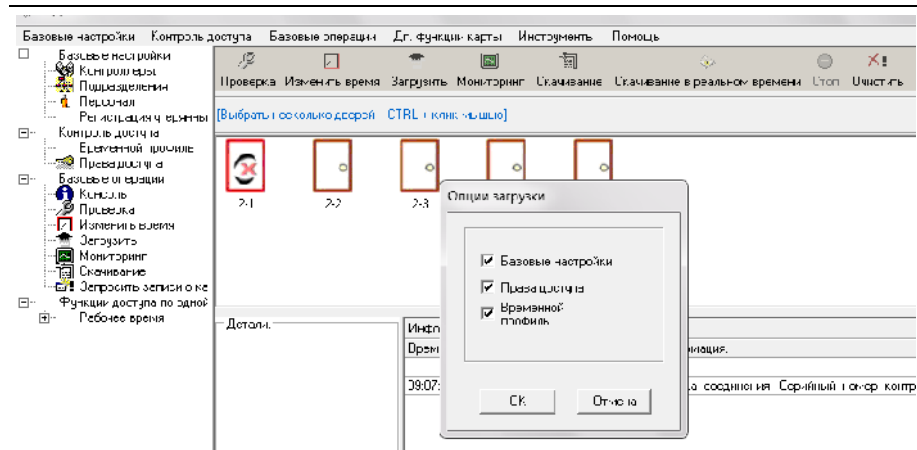 Базовые настройки Контроль доступа Базовые операции Дп. функции карты Инструменты Помощь
Базовые настройки
Контроллеры
Подразделения
Персонал
Регистрация утерянны
Контроль доступа
Временной профиль
Права доступа
Базовые операции
Консоль
Проверка
Изменить время
Загрузить
Мониторинг
Скачивание
Запросить записи о ка
Функции доступа по одной
Рабочее время
Проверка Изменить время Загрузить Мониторинг Скачивание Скачивание в реальном времени Стоп Очистить
[Выбрать несколько дверей CTRL + клик мышью]
2-1 2-2 2-3
Опции загрузки
Базовые настройки
Права доступа
Временной
профиль
OK Отмена
Детали.
Инфо
Врем
мация.
09:07:
а соединения Серийный номер контр